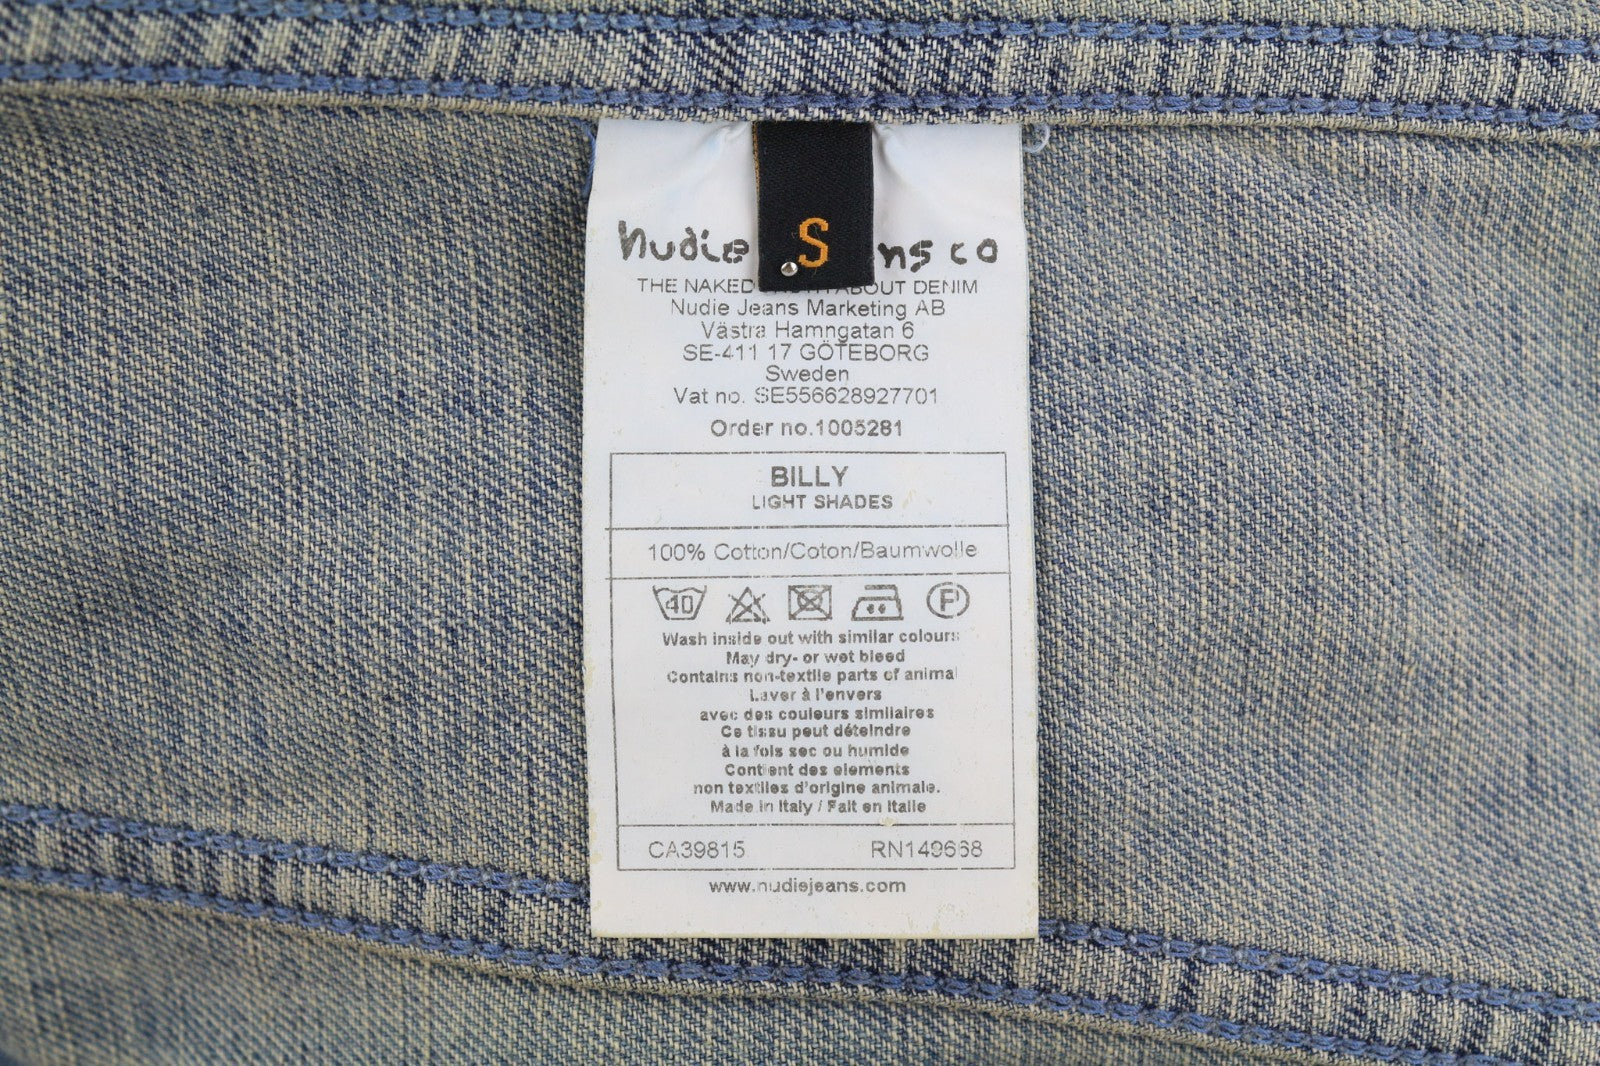 S
nudie ns co
THE NAKED ABOUT DENIM
Nudie Jeans Marketing AB
Västra Hamngatan 6
SE-411 17 GÖTEBORG
Sweden
Vat no. SE556628927701
Order no.1005281
BILLY
LIGHT SHADES
100% Cotton/Coton/Baumwolle
40 P
Wash inside out with similar colours
May dry- or wet bleed
Contains non-textile parts of animal
Laver à l'envers
avec des couleurs similaires
Ce tissu peut déteindre
à la fois sec ou humide
Contient des elements
non textiles d'origine animale.
Made in Italy / Fait en Italie
CA39815 RN149668
www.nudiejeans.com